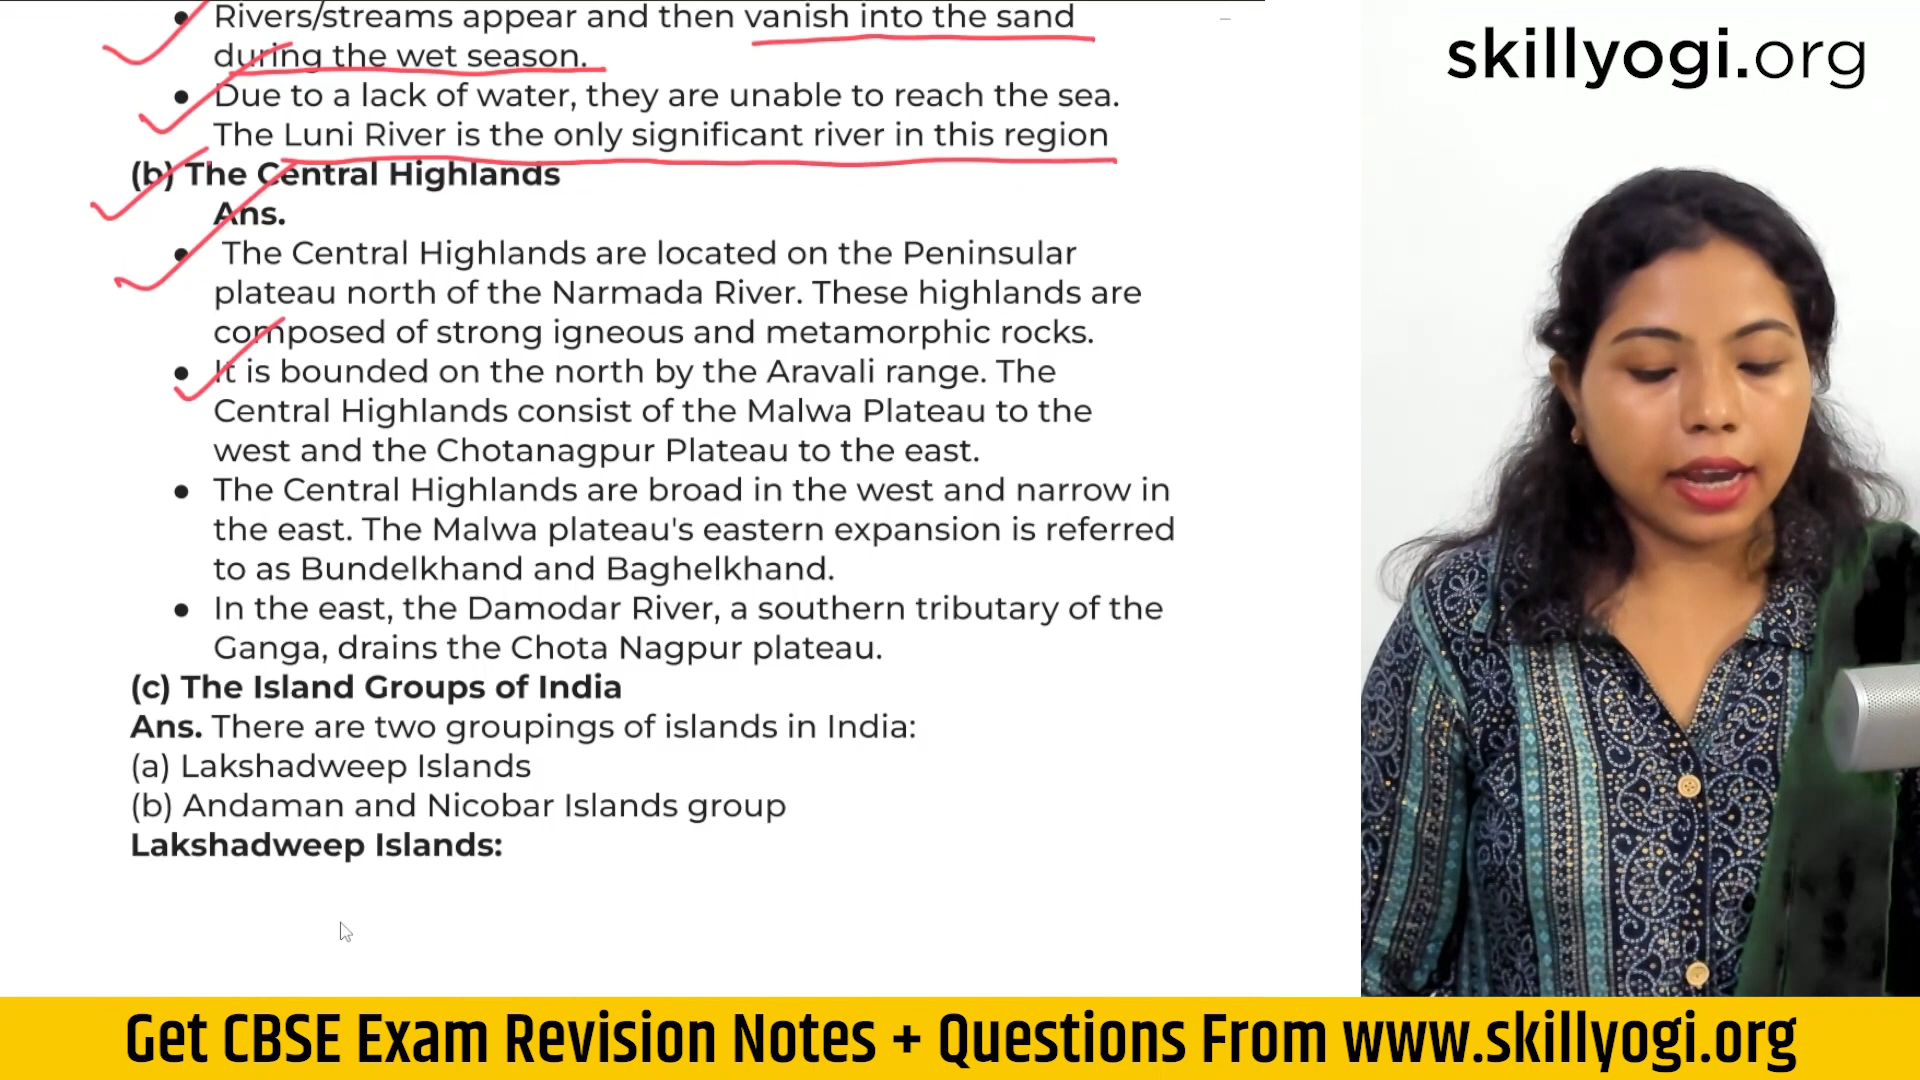 Rivers/streams appear and then vanish into the sand
during the wet season.
Due to a lack of water, they are unable to reach the sea.
The Luni River is the only significant river in this region
(b) The Central Highlands
Ans.
The Central Highlands are located on the Peninsular
plateau north of the Narmada River. These highlands are
composed of strong igneous and metamorphic rocks.
It is bounded on the north by the Aravali range. The
Central Highlands consist of the Malwa Plateau to the
west and the Chotanagpur Plateau to the east.
The Central Highlands are broad in the west and narrow in
the east. The Malwa plateau's eastern expansion is referred
to as Bundelkhand and Baghelkhand.
In the east, the Damodar River, a southern tributary of the
Ganga, drains the Chota Nagpur plateau.
(c) The Island Groups of India
Ans. There are two groupings of islands in India:
(a) Lakshadweep Islands
(b) Andaman and Nicobar Islands group
Lakshadweep Islands:
skillyogi.org
Get CBSE Exam Revision Notes + Questions From www.skillyogi.org